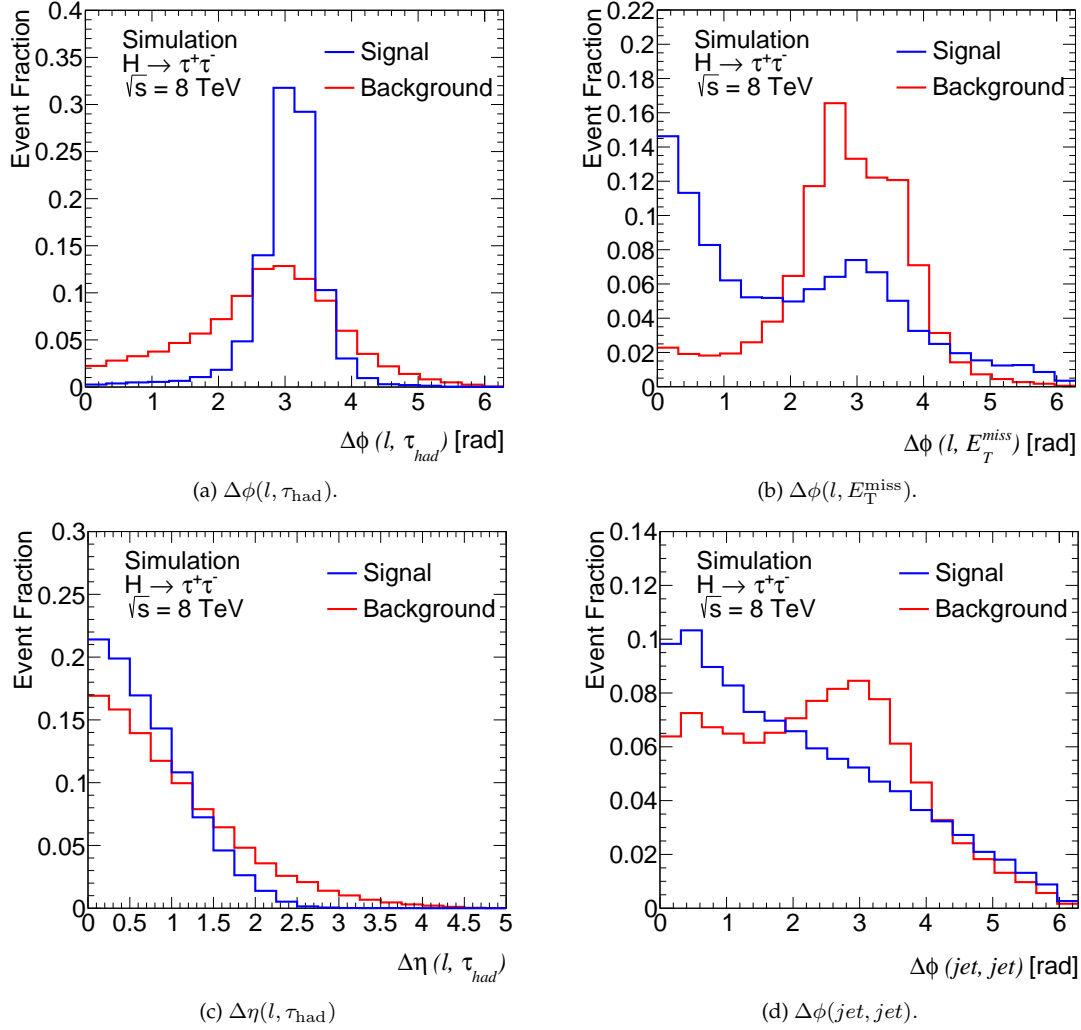 Event Fraction
0.4
0.35
0.3
0.25
0.2
0.15
0.1
0.05
0
Simulation
H → τ⁺τ⁻
√s = 8 TeV
Signal
Background
0 1 2 3 4 5 6
Δϕ (l, τ_had) [rad]
(a) Δϕ(l, τ_had).
Event Fraction
0.22
0.2
0.18
0.16
0.14
0.12
0.1
0.08
0.06
0.04
0.02
0
Simulation
H → τ⁺τ⁻
√s = 8 TeV
Signal
Background
0 1 2 3 4 5 6
Δϕ (l, E_T^miss) [rad]
(b) Δϕ(l, E_T^miss).
Event Fraction
0.3
0.25
0.2
0.15
0.1
0.05
0
Simulation
H → τ⁺τ⁻
√s = 8 TeV
Signal
Background
0 0.5 1 1.5 2 2.5 3 3.5 4 4.5 5
Δη (l, τ_had)
(c) Δη(l, τ_had)
Event Fraction
0.14
0.12
0.1
0.08
0.06
0.04
0.02
0
Simulation
H → τ⁺τ⁻
√s = 8 TeV
Signal
Background
0 1 2 3 4 5 6
Δϕ (jet, jet) [rad]
(d) Δϕ(jet, jet).